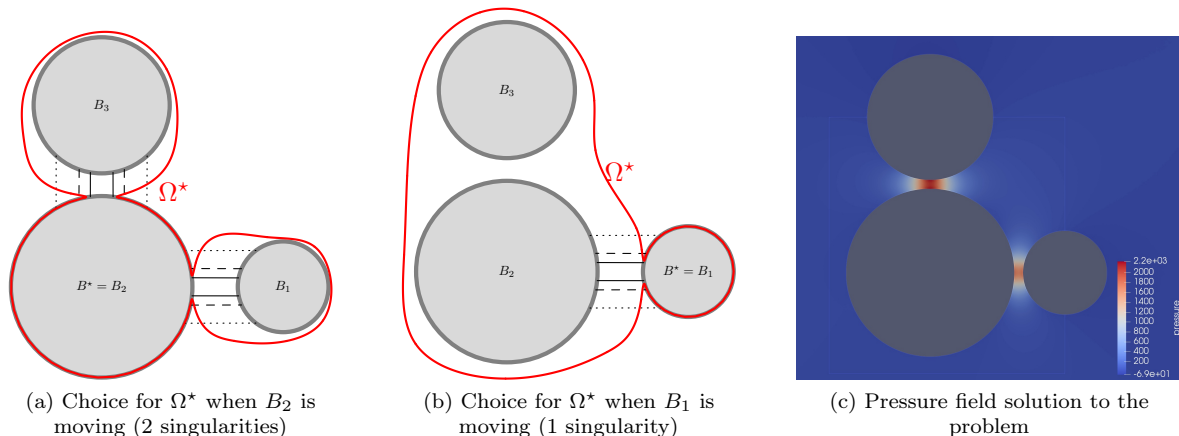 B₃
Ω⋆
B⋆ = B₂
B₁
(a) Choice for Ω⋆ when B₂ is
moving (2 singularities)
B₃
Ω⋆
B₂
B⋆ = B₁
(b) Choice for Ω⋆ when B₁ is
moving (1 singularity)
2.2e+03
2000
1800
1600
1400
1200
1000
800
600
400
200
-6.9e+01
pressure
(c) Pressure field solution to the
problem